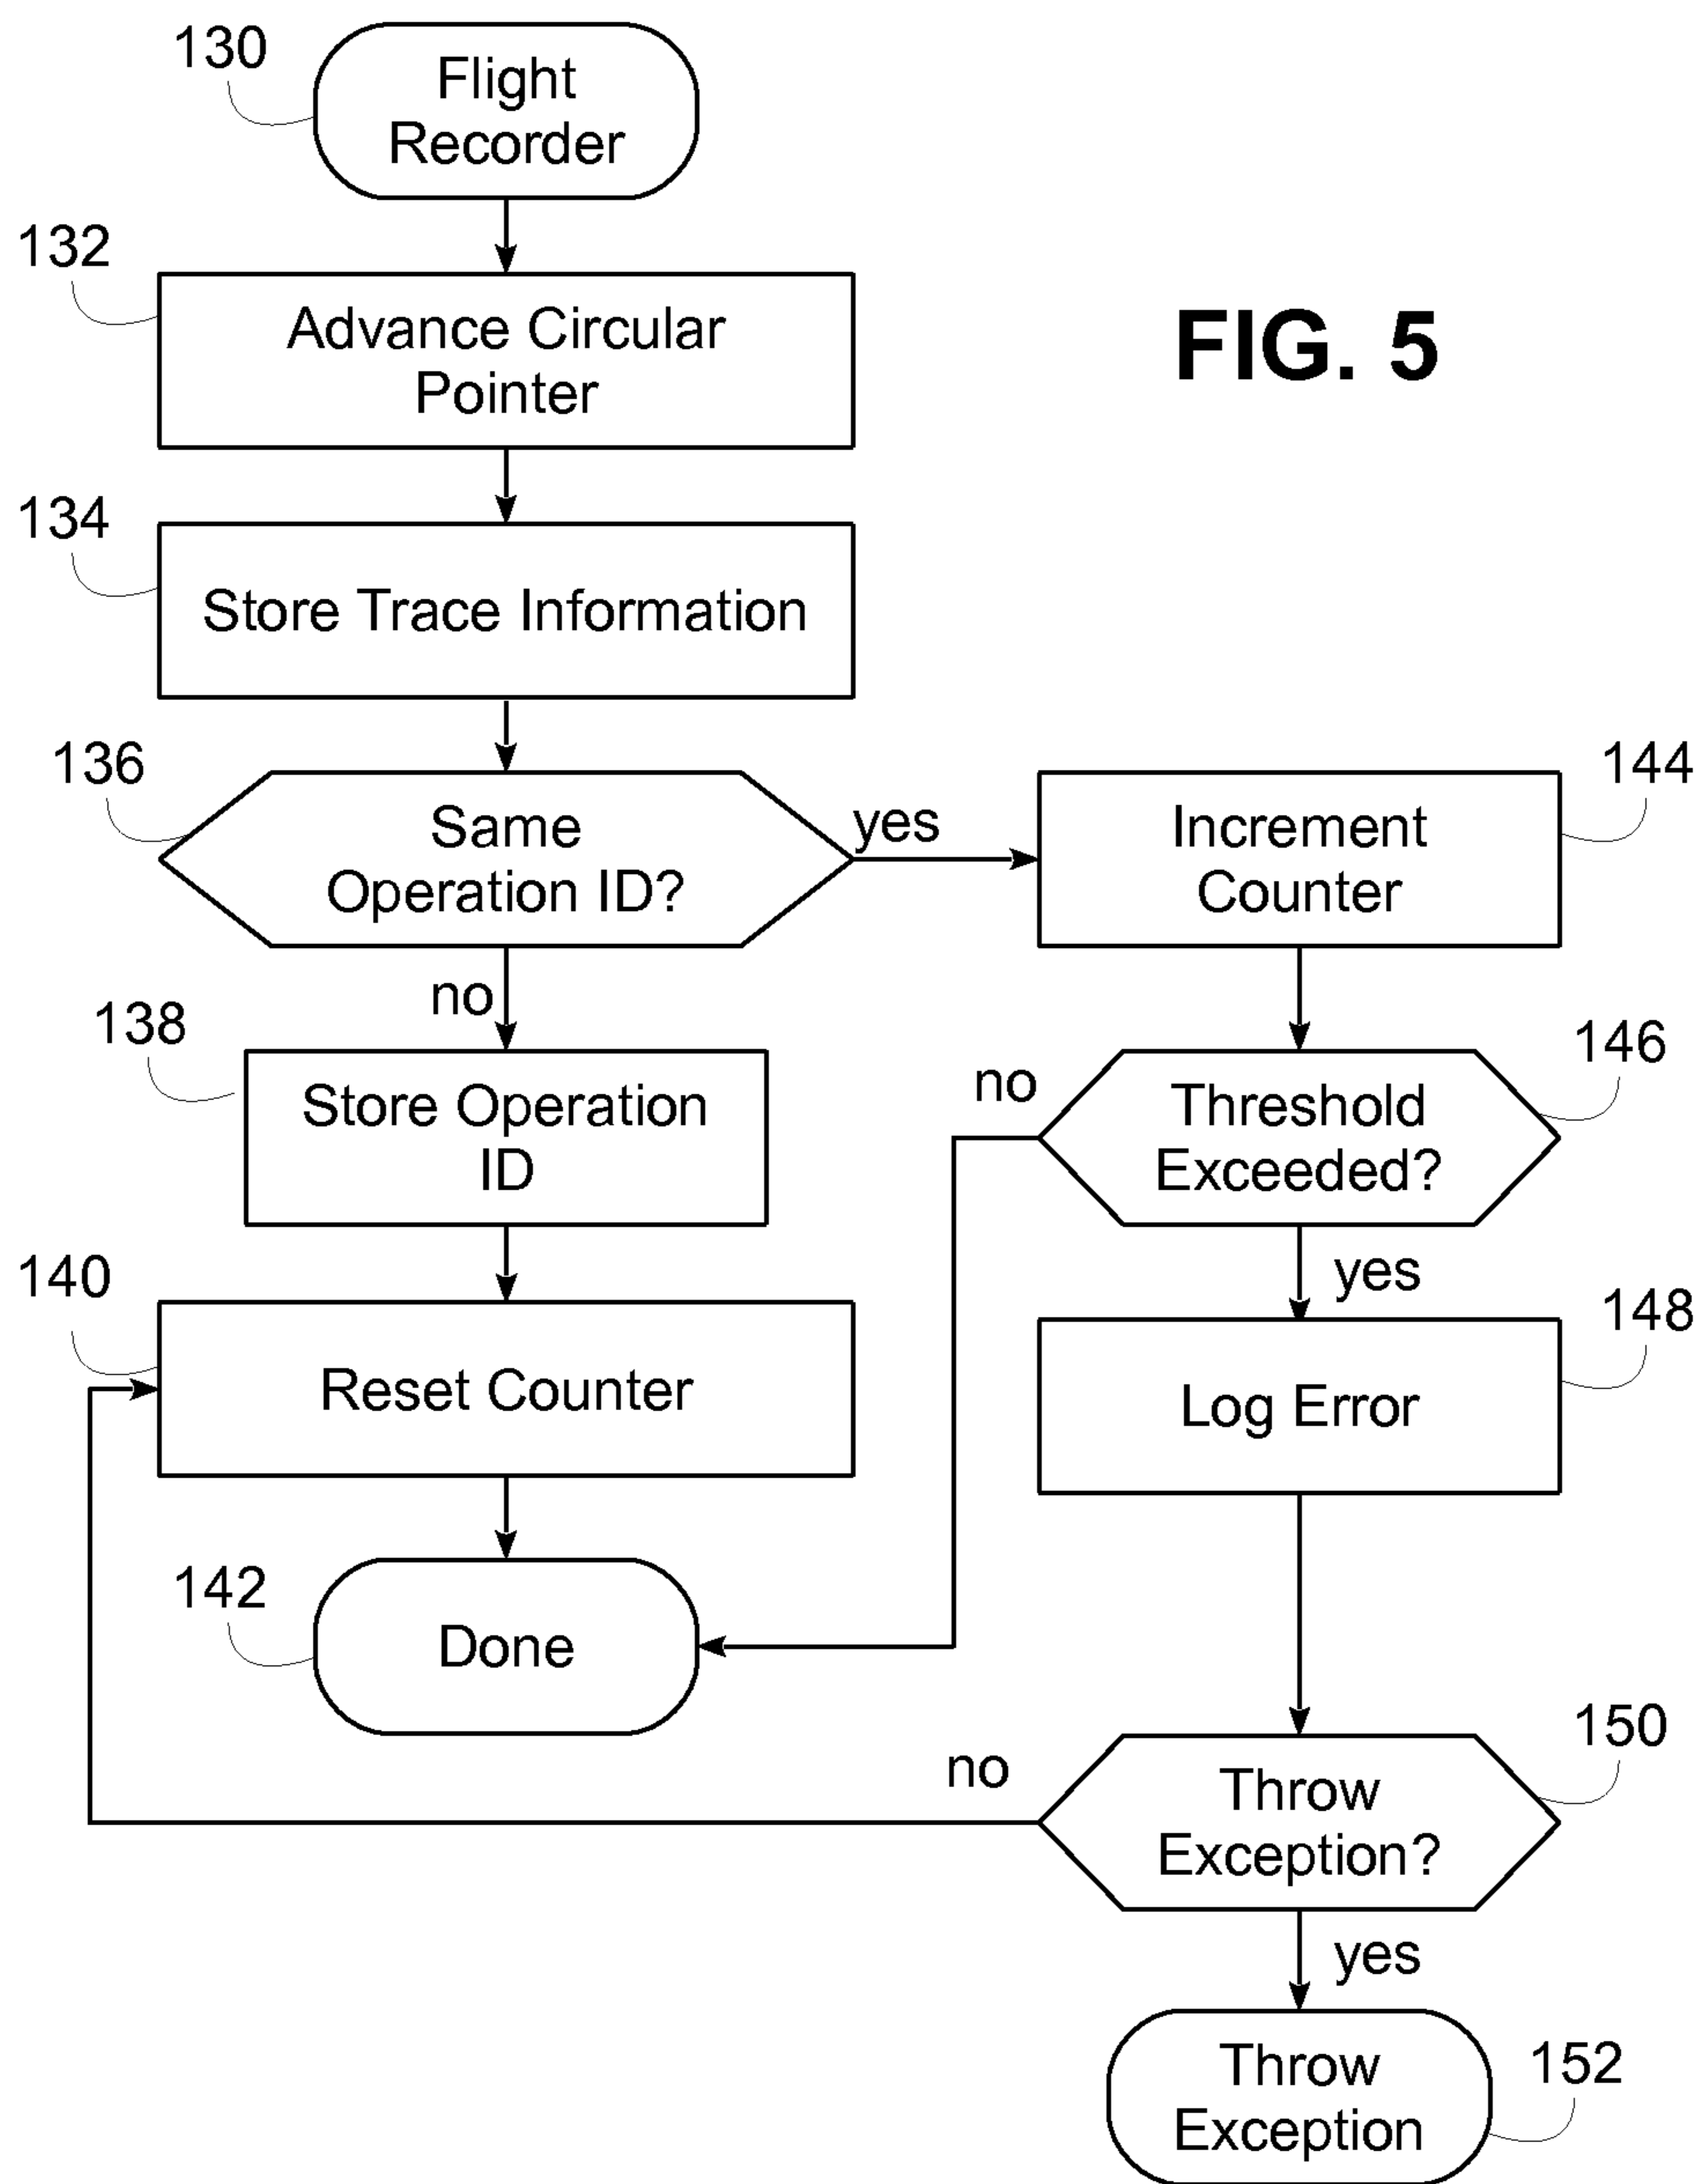 130
Flight
Recorder
132
Advance Circular
Pointer
FIG. 5
134
Store Trace Information
136
Same
Operation ID?
yes
144
Increment
Counter
no
138
Store Operation
ID
146
no
Threshold
Exceeded?
yes
140
Reset Counter
148
Log Error
142
Done
150
no
Throw
Exception?
yes
152
Throw
Exception